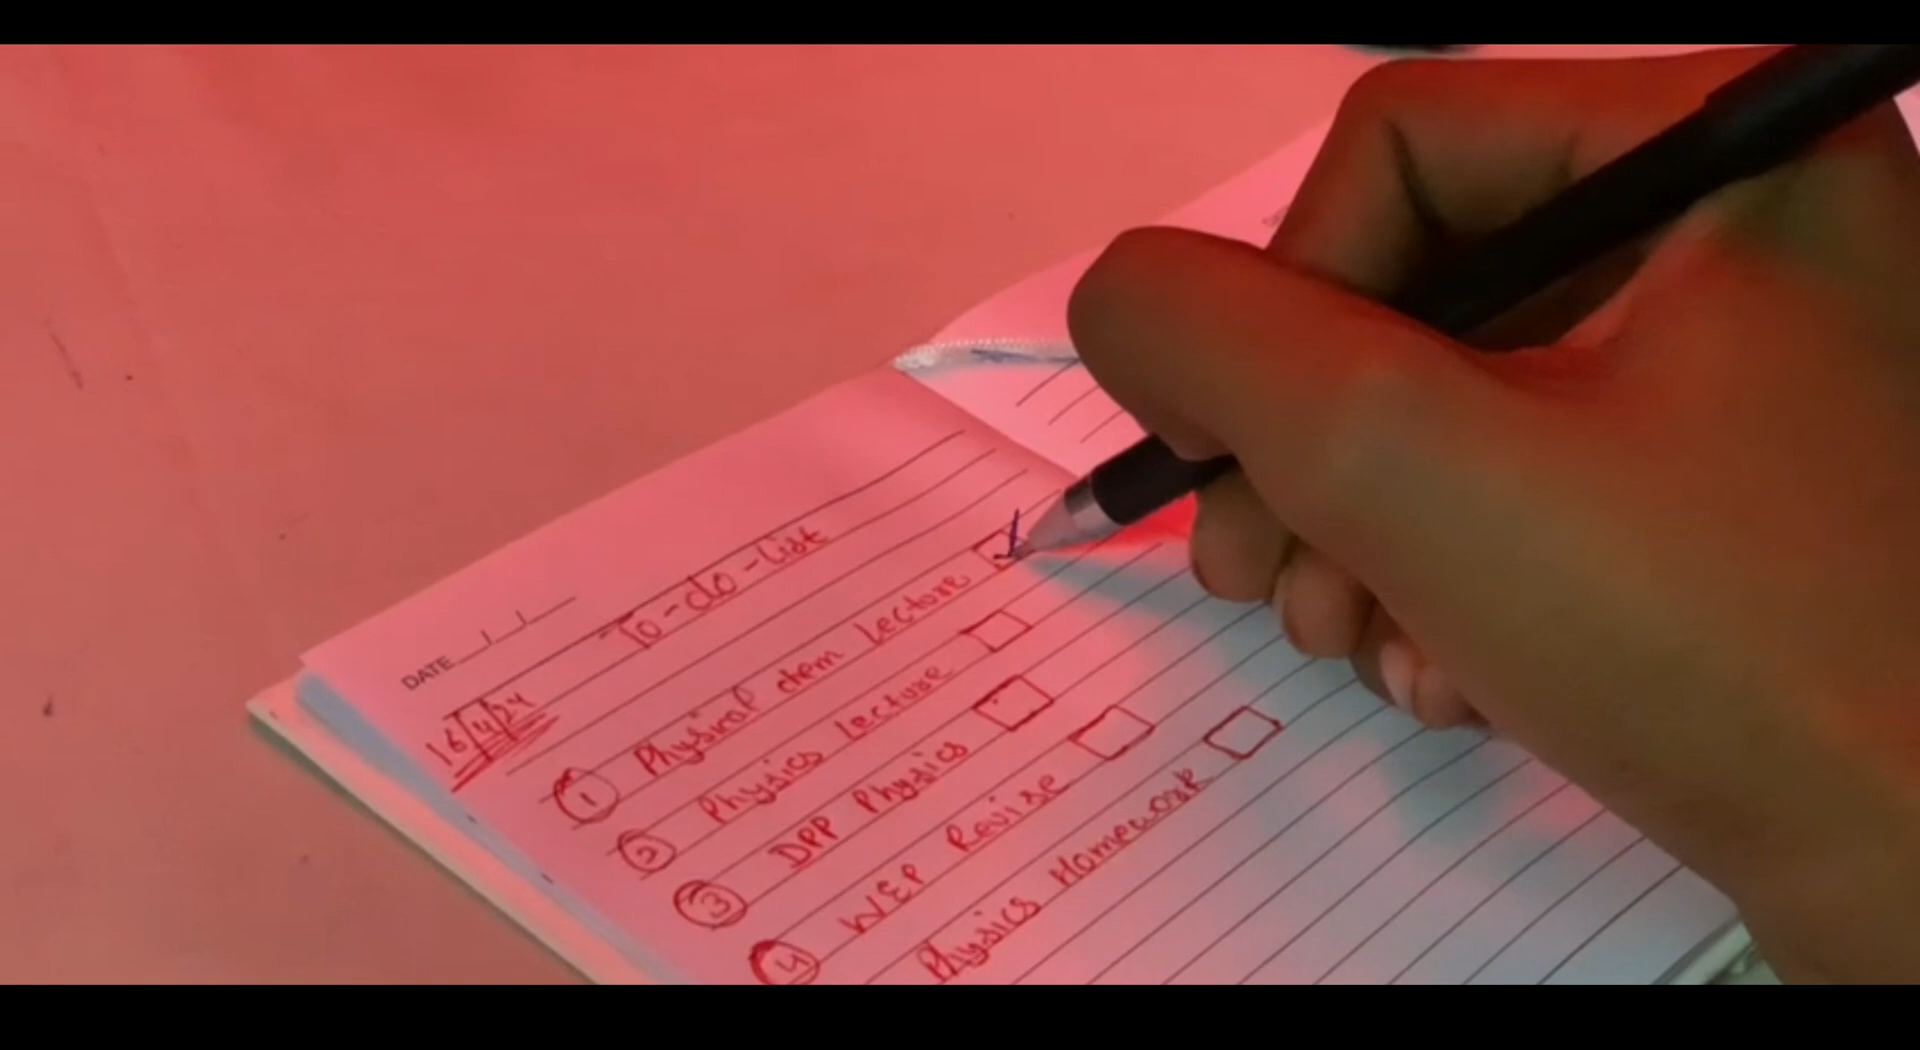 DATE
To-do-List
16/4/24
1 Physical chem Lecture
2 Physics Lecture
3 DPP Physics
4 WEP Revise
Physics Homework